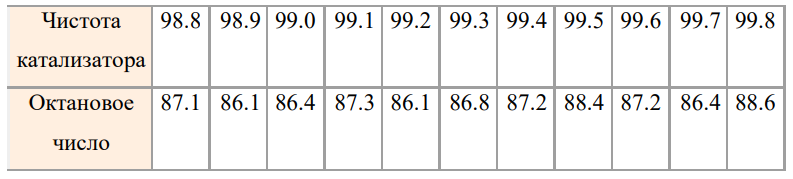 Чистота 98.8 98.9 99.0 99.1 99.2 99.3 99.4 99.5 99.6 99.7 99.8
катализатора
Октановое 87.1 86.1 86.4 87.3 86.1 86.8 87.2 88.4 87.2 86.4 88.6
число